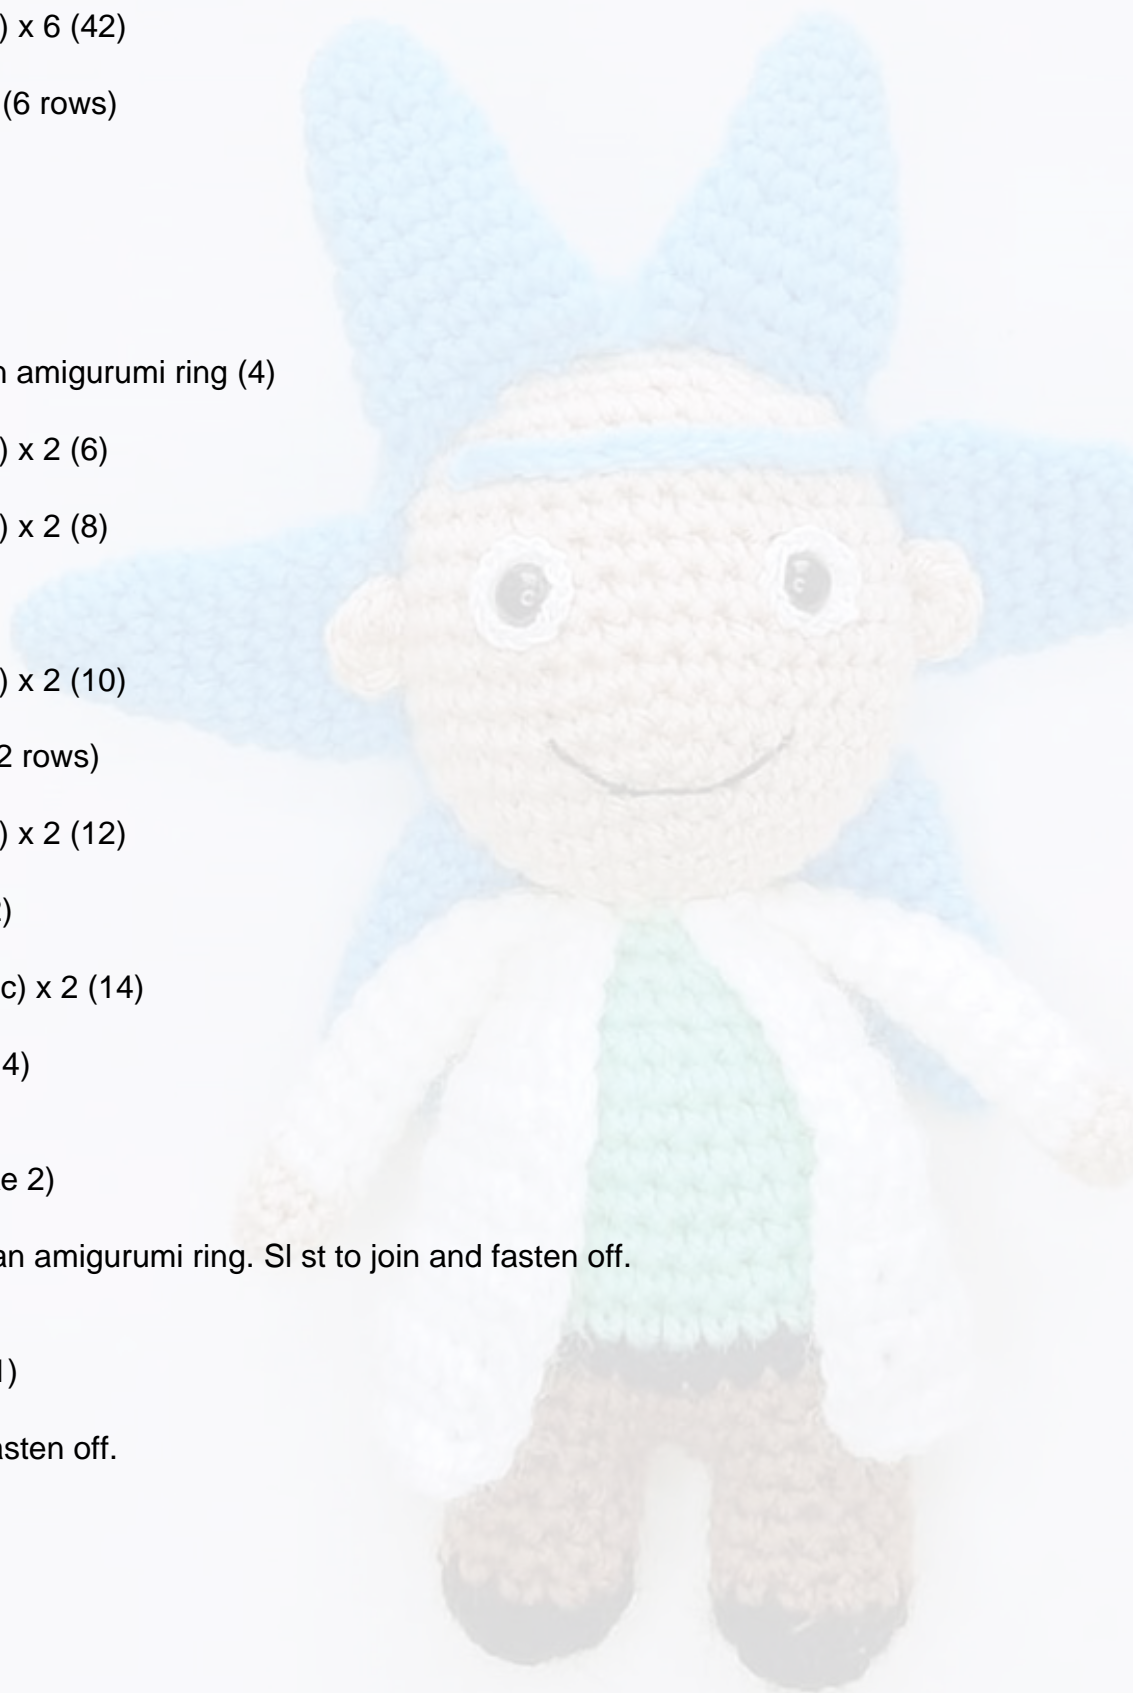 ) x 6 (42)
(6 rows)
amigurumi ring (4)
) x 2 (6)
) x 2 (8)
) x 2 (10)
2 rows)
) x 2 (12)
)
c) x 2 (14)
4)
e 2)
an amigurumi ring. Sl st to join and fasten off.
)
asten off.